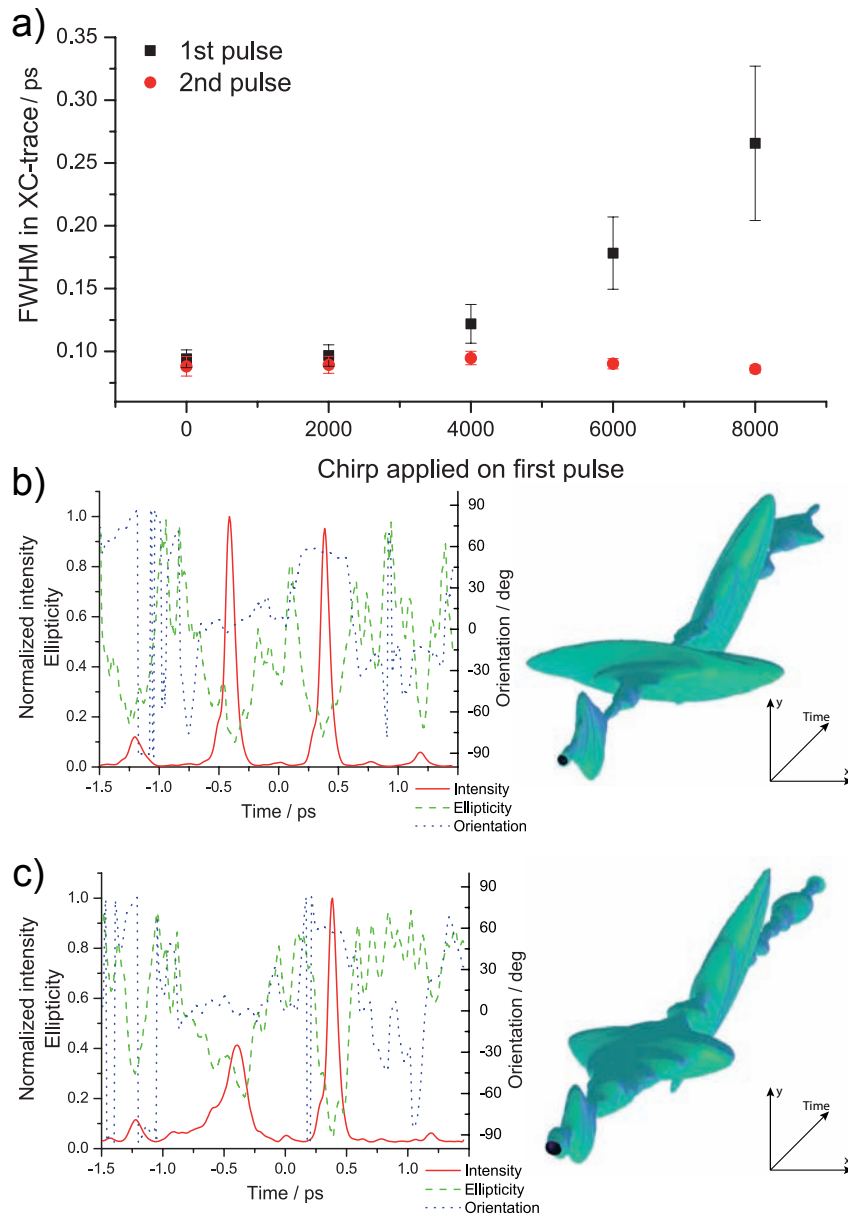 a)
0.35
0.30
0.25
0.20
0.15
0.10
FWHM in XC-trace / ps
1st pulse
2nd pulse
0 2000 4000 6000 8000
Chirp applied on first pulse
b)
1.0
0.8
0.6
0.4
0.2
0.0
Normalized intensity
Ellipticity
90
60
30
0
-30
-60
-90
Orientation / deg
-1.5 -1.0 -0.5 0.0 0.5 1.0
Time / ps
Intensity
Ellipticity
Orientation
y
Time
x
c)
1.0
0.8
0.6
0.4
0.2
0.0
Normalized intensity
Ellipticity
90
60
30
0
-30
-60
-90
Orientation / deg
-1.5 -1.0 -0.5 0.0 0.5 1.0
Time / ps
Intensity
Ellipticity
Orientation
y
Time
x